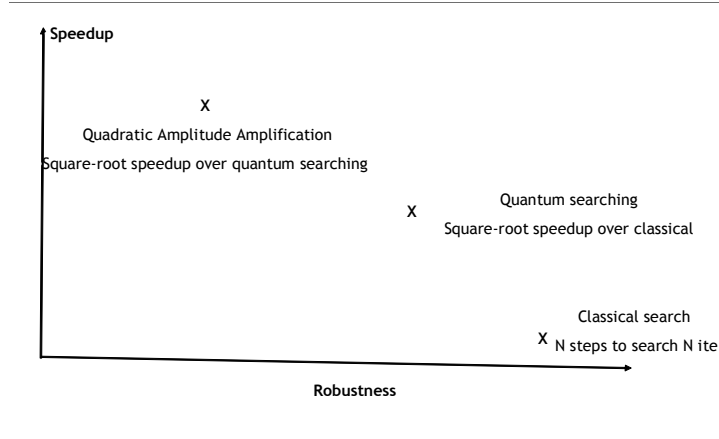 Speedup
X
Quadratic Amplitude Amplification
Square-root speedup over quantum searching
X
Quantum searching
Square-root speedup over classical
Classical search
X
N steps to search N ite
Robustness